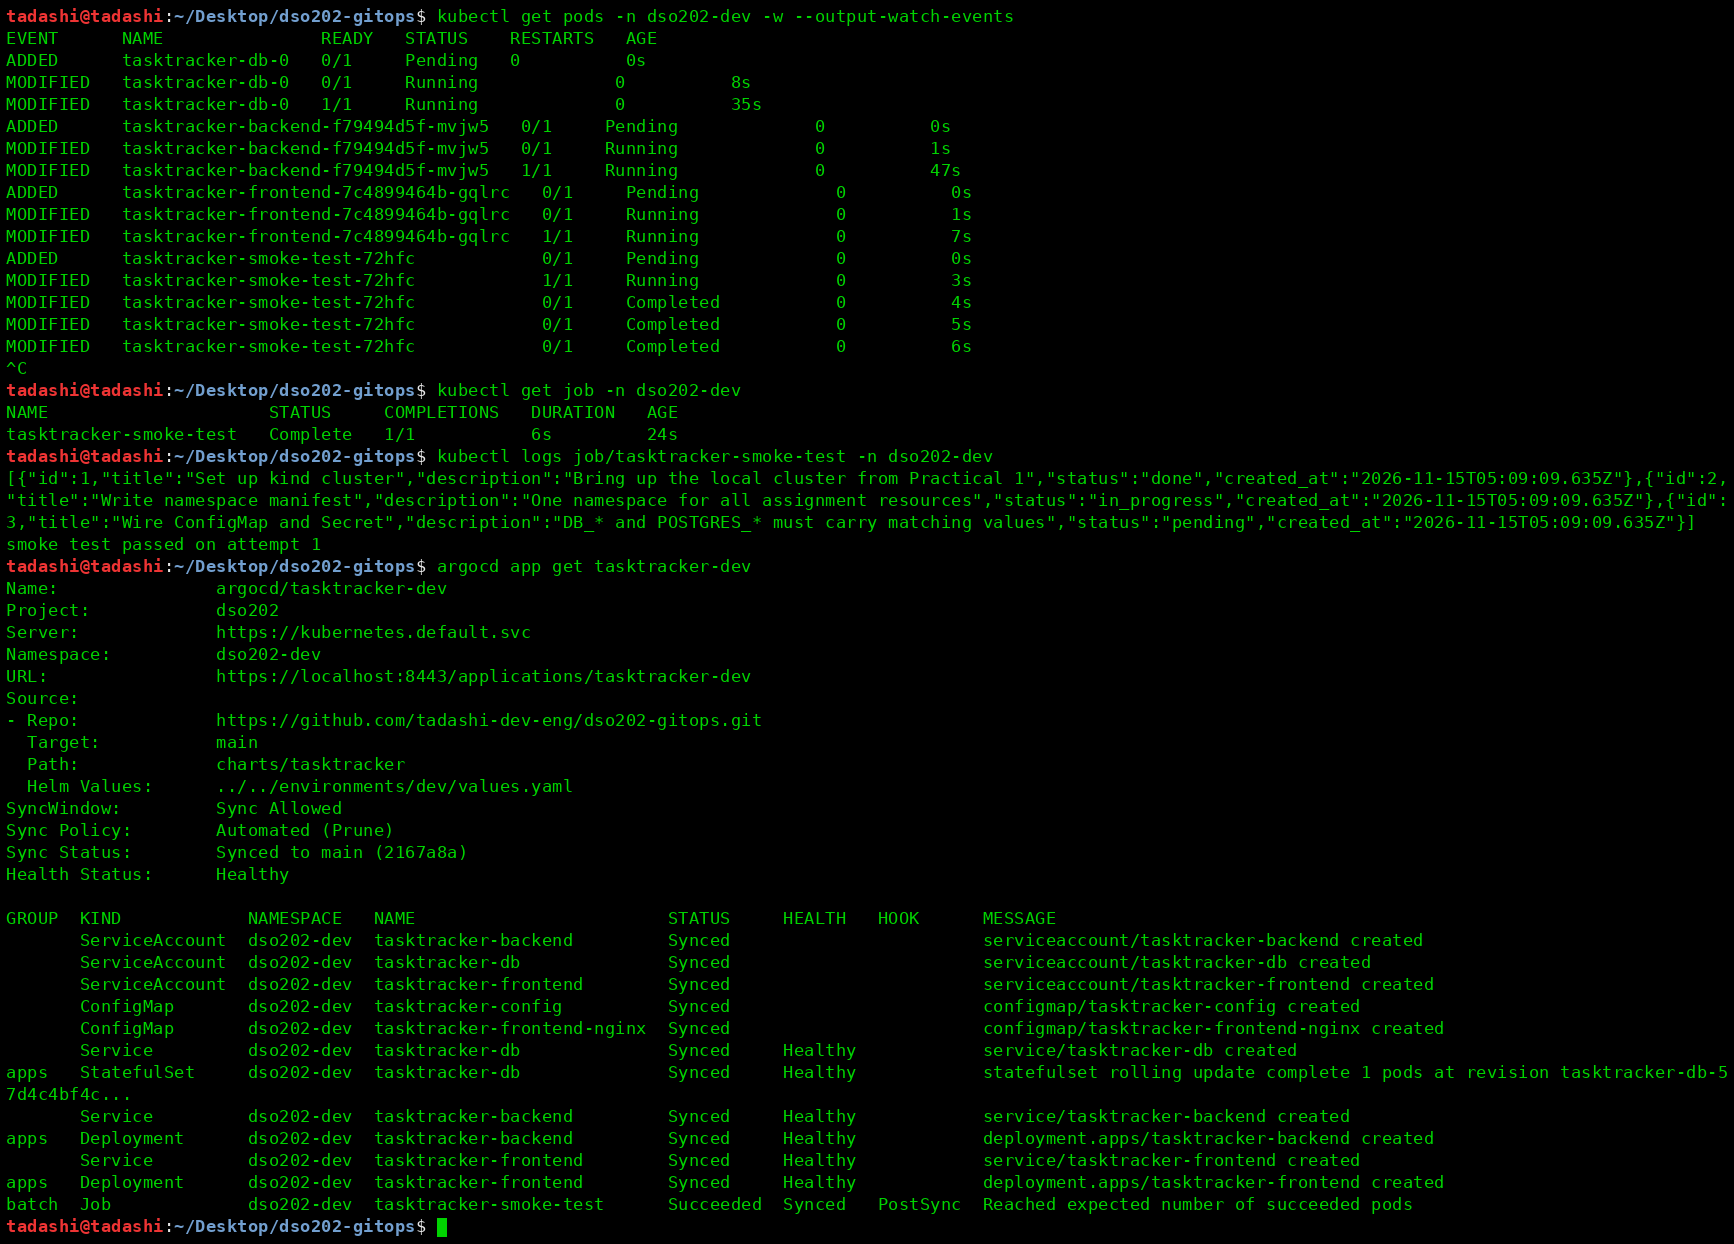 tadashi@tadashi:~/Desktop/dso202-gitops$ kubectl get pods -n dso202-dev -w --output-watch-events
EVENT      NAME               READY   STATUS    RESTARTS   AGE
ADDED      tasktracker-db-0   0/1     Pending   0          0s
MODIFIED   tasktracker-db-0   0/1     Running             0          8s
MODIFIED   tasktracker-db-0   1/1     Running             0          35s
ADDED      tasktracker-backend-f79494d5f-mvjw5   0/1     Pending             0          0s
MODIFIED   tasktracker-backend-f79494d5f-mvjw5   0/1     Running             0          1s
MODIFIED   tasktracker-backend-f79494d5f-mvjw5   1/1     Running             0          47s
ADDED      tasktracker-frontend-7c4899464b-gqlrc   0/1     Pending             0          0s
MODIFIED   tasktracker-frontend-7c4899464b-gqlrc   0/1     Running             0          1s
MODIFIED   tasktracker-frontend-7c4899464b-gqlrc   1/1     Running             0          7s
ADDED      tasktracker-smoke-test-72hfc            0/1     Pending             0          0s
MODIFIED   tasktracker-smoke-test-72hfc            1/1     Running             0          3s
MODIFIED   tasktracker-smoke-test-72hfc            0/1     Completed           0          4s
MODIFIED   tasktracker-smoke-test-72hfc            0/1     Completed           0          5s
MODIFIED   tasktracker-smoke-test-72hfc            0/1     Completed           0          6s
^C
tadashi@tadashi:~/Desktop/dso202-gitops$ kubectl get job -n dso202-dev
NAME                     STATUS     COMPLETIONS   DURATION   AGE
tasktracker-smoke-test   Complete   1/1           6s         24s
tadashi@tadashi:~/Desktop/dso202-gitops$ kubectl logs job/tasktracker-smoke-test -n dso202-dev
[{"id":1,"title":"Set up kind cluster","description":"Bring up the local cluster from Practical 1","status":"done","created_at":"2026-11-15T05:09:09.635Z"},{"id":2,
"title":"Write namespace manifest","description":"One namespace for all assignment resources","status":"in_progress","created_at":"2026-11-15T05:09:09.635Z"},{"id":
3,"title":"Wire ConfigMap and Secret","description":"DB_* and POSTGRES_* must carry matching values","status":"pending","created_at":"2026-11-15T05:09:09.635Z"}]
smoke test passed on attempt 1
tadashi@tadashi:~/Desktop/dso202-gitops$ argocd app get tasktracker-dev
Name:               argocd/tasktracker-dev
Project:            dso202
Server:             https://kubernetes.default.svc
Namespace:          dso202-dev
URL:                https://localhost:8443/applications/tasktracker-dev
Source:
- Repo:             https://github.com/tadashi-dev-eng/dso202-gitops.git
  Target:           main
  Path:             charts/tasktracker
  Helm Values:      ../../environments/dev/values.yaml
SyncWindow:         Sync Allowed
Sync Policy:        Automated (Prune)
Sync Status:        Synced to main (2167a8a)
Health Status:      Healthy

GROUP  KIND            NAMESPACE   NAME                        STATUS     HEALTH   HOOK      MESSAGE
       ServiceAccount  dso202-dev  tasktracker-backend         Synced                        serviceaccount/tasktracker-backend created
       ServiceAccount  dso202-dev  tasktracker-db              Synced                        serviceaccount/tasktracker-db created
       ServiceAccount  dso202-dev  tasktracker-frontend        Synced                        serviceaccount/tasktracker-frontend created
       ConfigMap       dso202-dev  tasktracker-config          Synced                        configmap/tasktracker-config created
       ConfigMap       dso202-dev  tasktracker-frontend-nginx  Synced                        configmap/tasktracker-frontend-nginx created
       Service         dso202-dev  tasktracker-db              Synced     Healthy            service/tasktracker-db created
apps   StatefulSet     dso202-dev  tasktracker-db              Synced     Healthy            statefulset rolling update complete 1 pods at revision tasktracker-db-5
7d4c4bf4c...
       Service         dso202-dev  tasktracker-backend         Synced     Healthy            service/tasktracker-backend created
apps   Deployment      dso202-dev  tasktracker-backend         Synced     Healthy            deployment.apps/tasktracker-backend created
       Service         dso202-dev  tasktracker-frontend        Synced     Healthy            service/tasktracker-frontend created
apps   Deployment      dso202-dev  tasktracker-frontend        Synced     Healthy            deployment.apps/tasktracker-frontend created
batch  Job             dso202-dev  tasktracker-smoke-test      Succeeded  Synced   PostSync  Reached expected number of succeeded pods
tadashi@tadashi:~/Desktop/dso202-gitops$